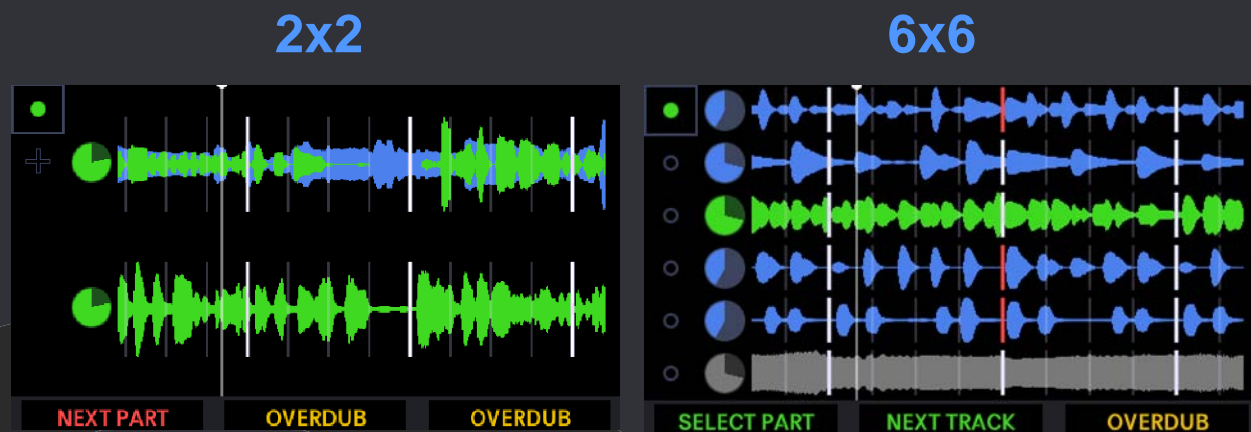 2x2
6x6
NEXT PART
OVERDUB
OVERDUB
SELECT PART
NEXT TRACK
OVERDUB